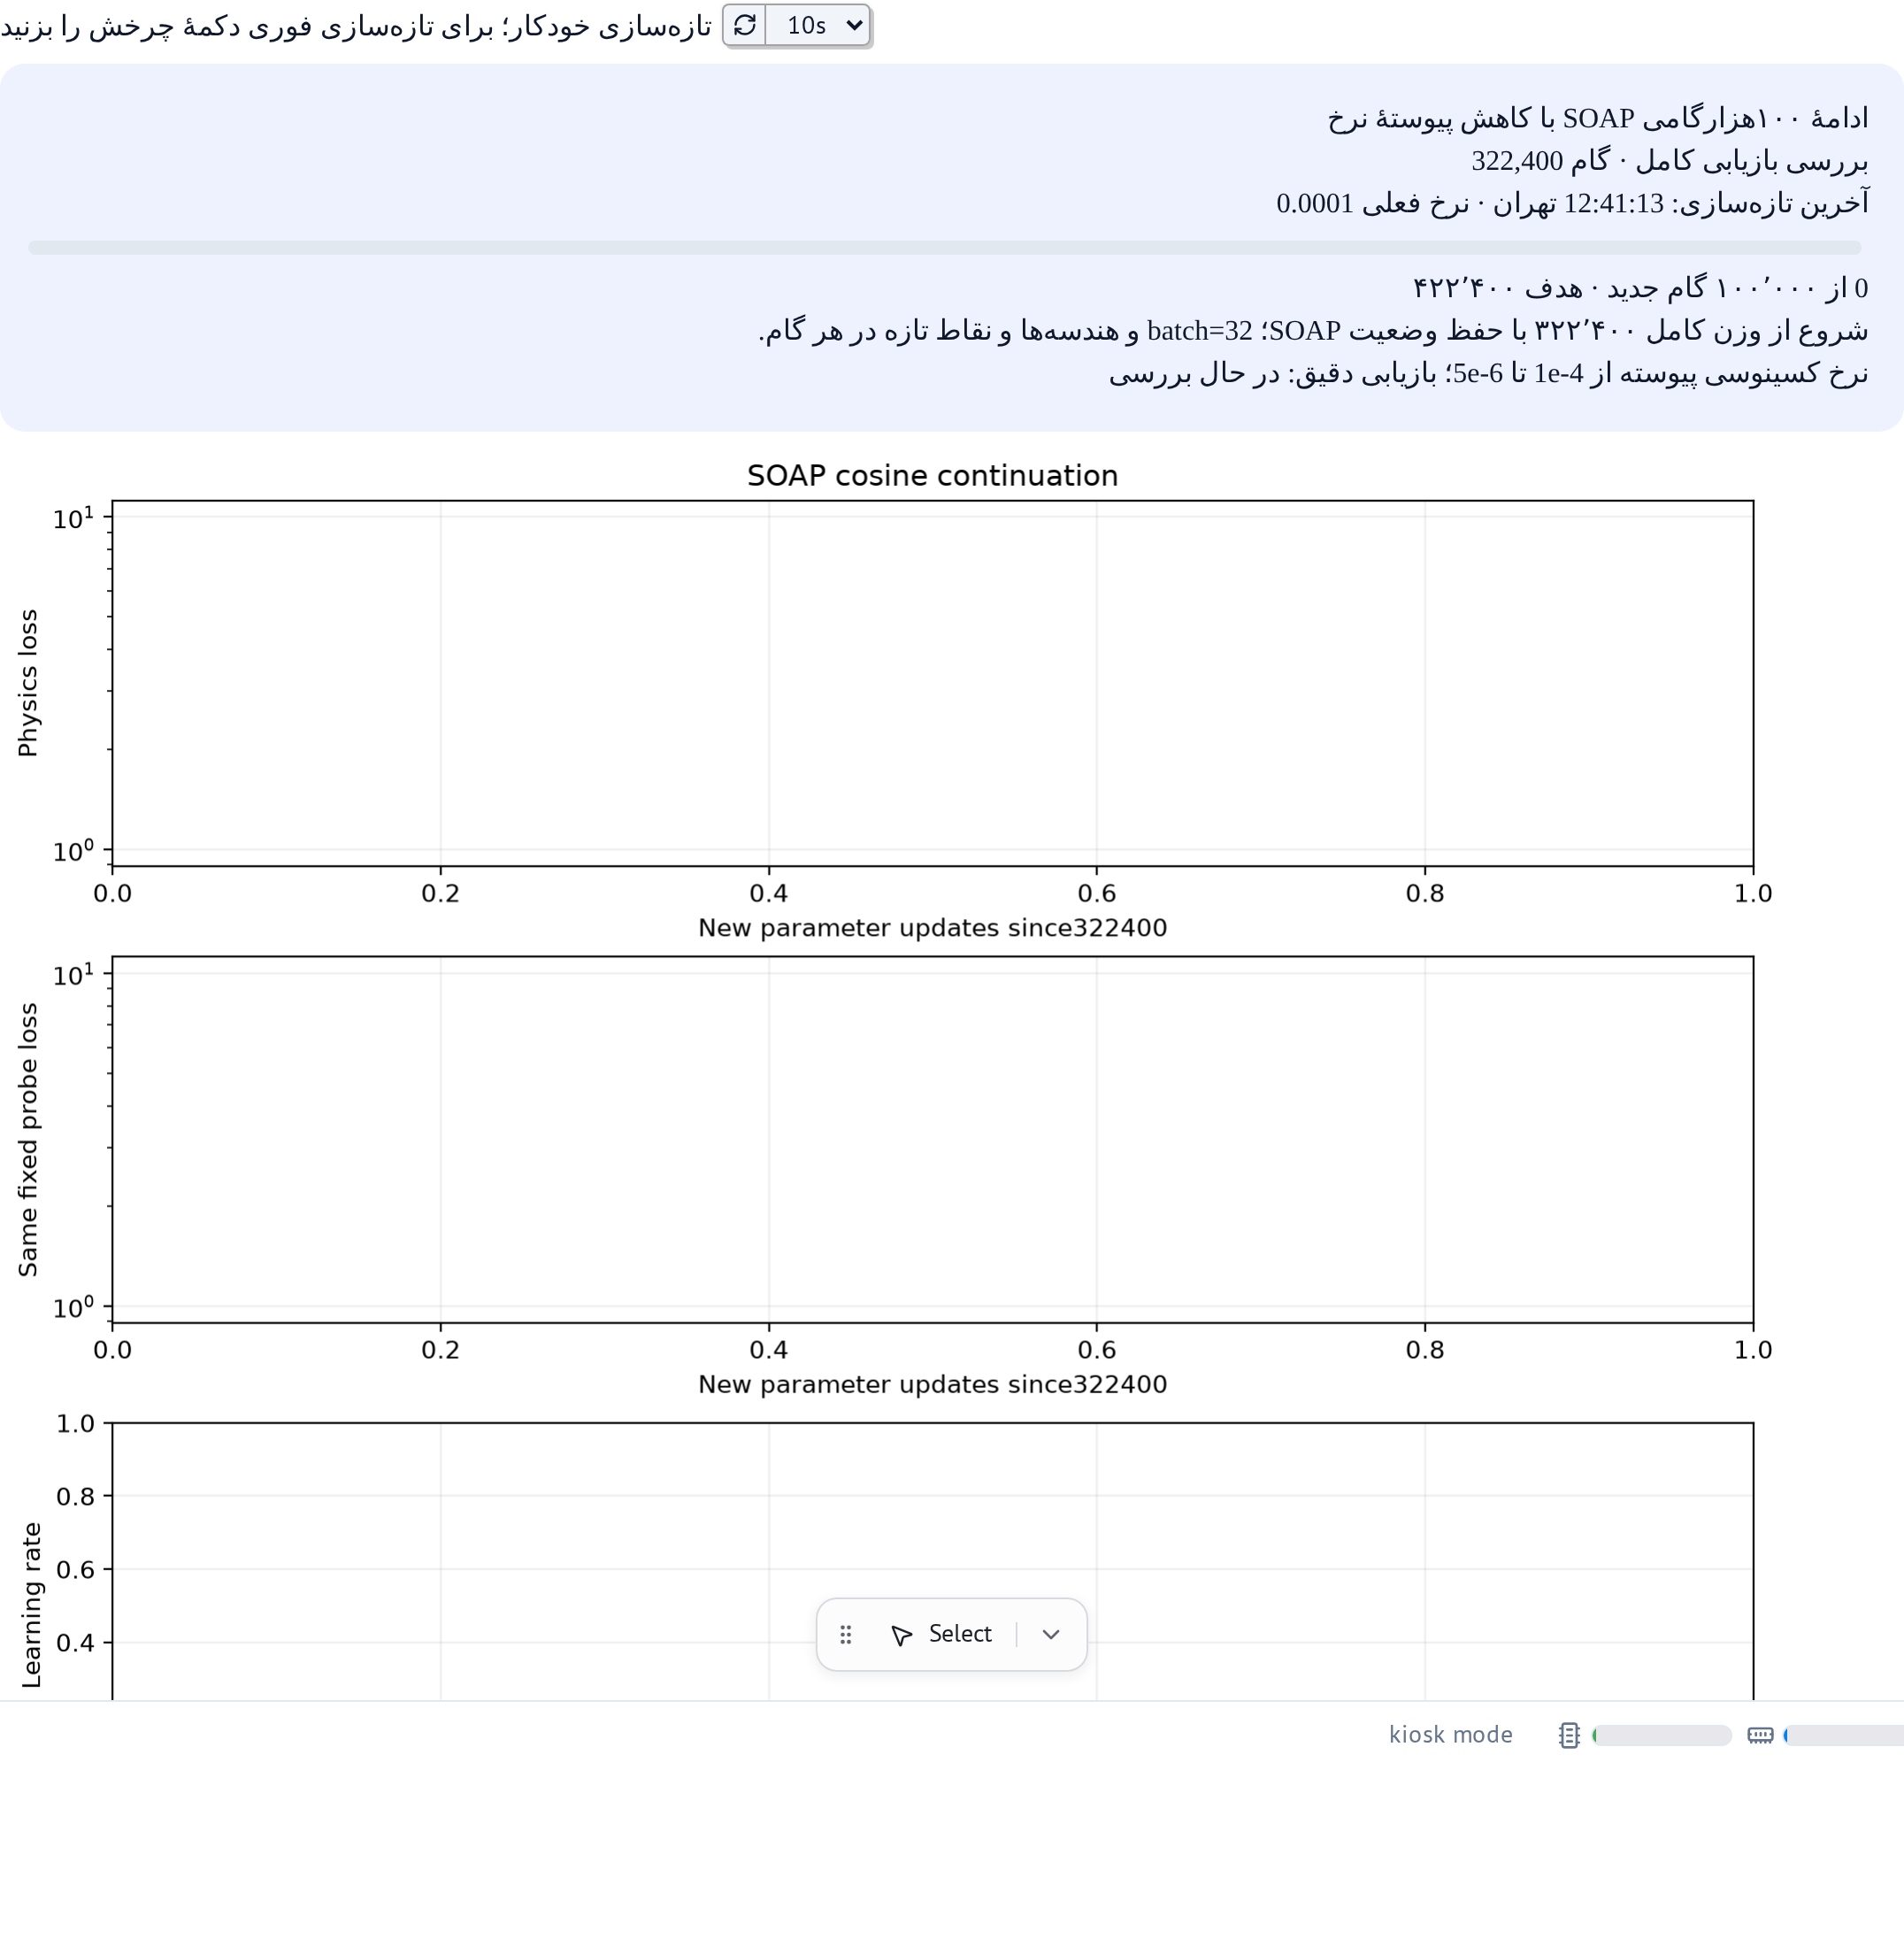 تازه‌سازی خودکار؛ برای تازه‌سازی فوری دکمهٔ چرخش را بزنید
10s
ادامهٔ ۱۰۰هزارگامی SOAP با کاهش پیوستهٔ نرخ
بررسی بازیابی کامل · گام 322,400
آخرین تازه‌سازی: 12:41:13 تهران · نرخ فعلی 0.0001
0 از ۱۰۰٬۰۰۰ گام جدید · هدف ۴۲۲٬۴۰۰
شروع از وزن کامل ۳۲۲٬۴۰۰ با حفظ وضعیت SOAP؛ batch=32 و هندسه‌ها و نقاط تازه در هر گام.
نرخ کسینوسی پیوسته از 1e-4 تا 5e-6؛ بازیابی دقیق: در حال بررسی
SOAP cosine continuation
Physics loss
10¹
10⁰
0.0 0.2 0.4 0.6 0.8 1.0
New parameter updates since322400
Same fixed probe loss
10¹
10⁰
0.0 0.2 0.4 0.6 0.8 1.0
New parameter updates since322400
Learning rate
1.0
0.8
0.6
0.4
Select
kiosk mode